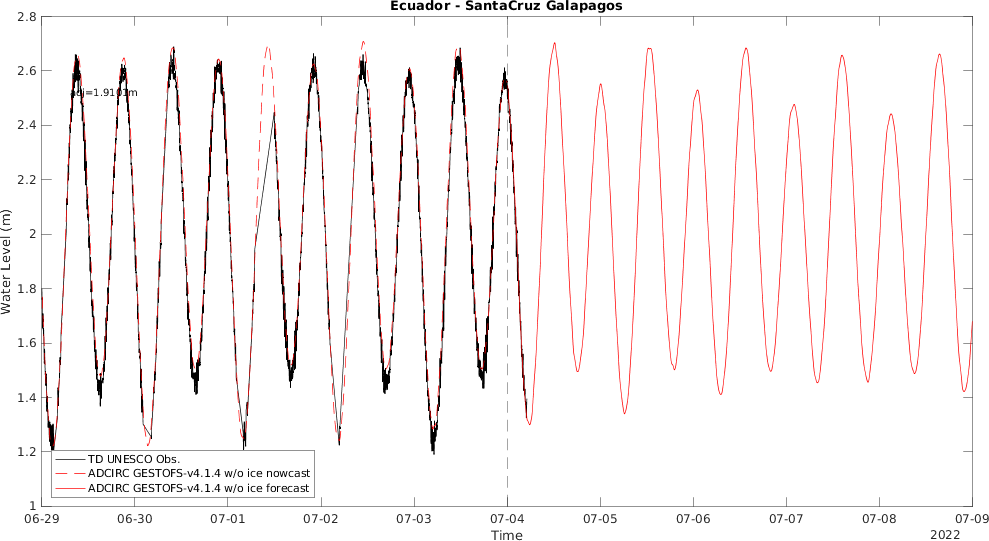 Ecuador - SantaCruz Galapagos
2.8
2.6
2.4
2.2
2
1.8
1.6
1.4
1.2
1
Water Level (m)
TD UNESCO Obs.
ADCIRC GESTOFS-v4.1.4 w/o ice nowcast
ADCIRC GESTOFS-v4.1.4 w/o ice forecast
06-29 06-30 07-01 07-02 07-03 07-04 07-05 07-06 07-07 07-08 07-09
Time
2022